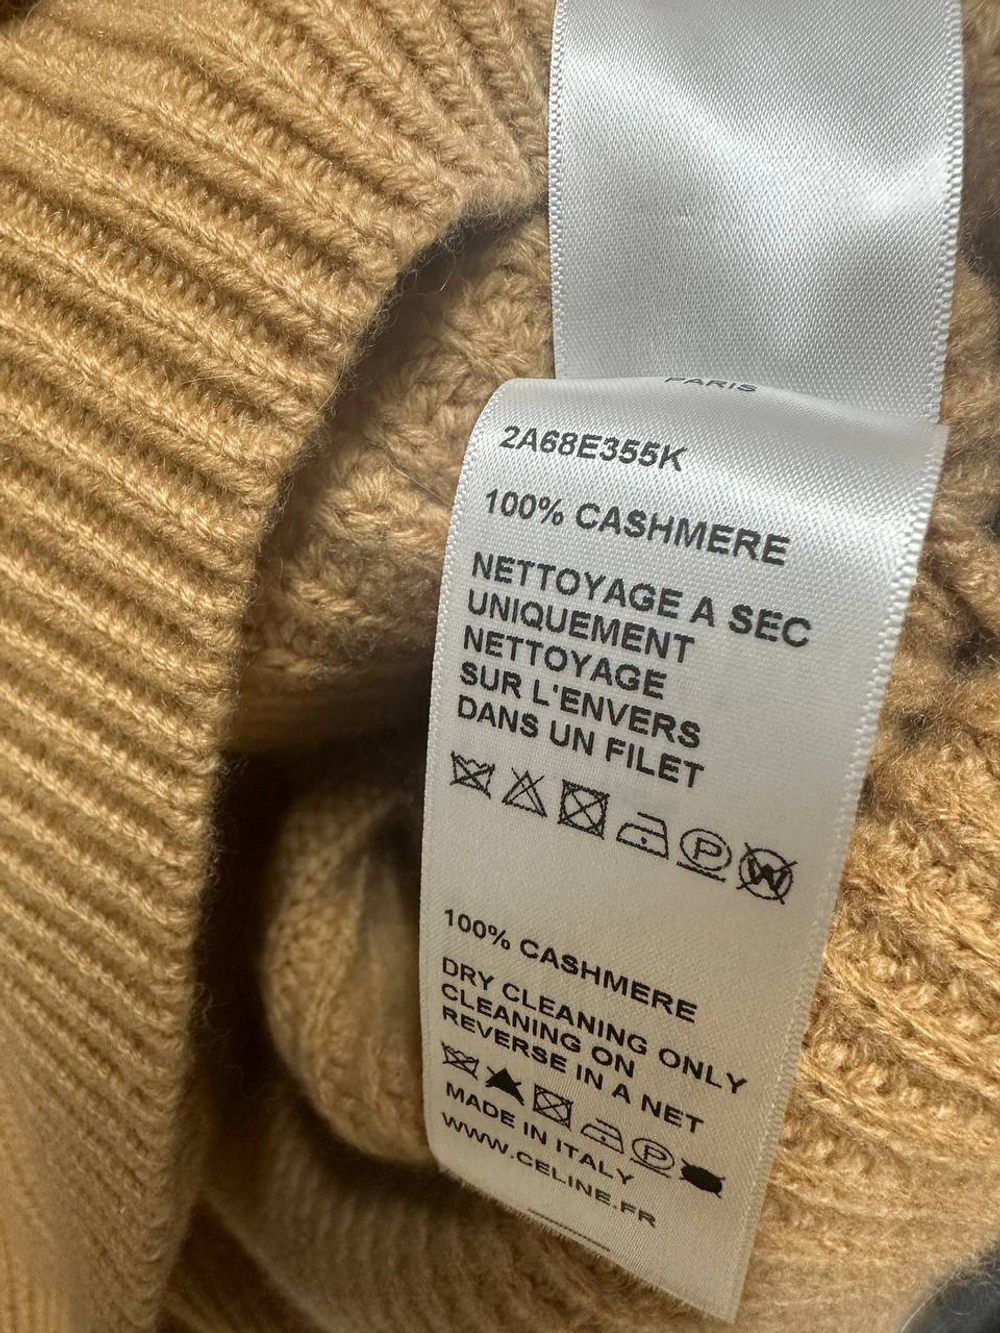 PARIS
2A68E355K
100% CASHMERE
NETTOYAGE A SEC
UNIQUEMENT
NETTOYAGE
SUR L'ENVERS
DANS UN FILET
P W
100% CASHMERE
DRY CLEANING ONLY
CLEANING ON
REVERSE IN A NET
P
MADE IN ITALY
WWW.CELINE.FR